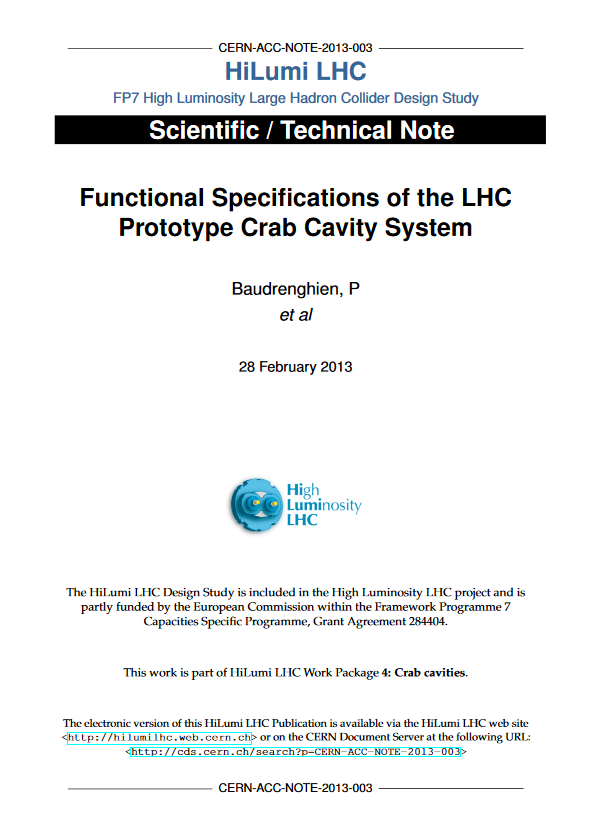 CERN-ACC-NOTE-2013-003
HiLumi LHC
FP7 High Luminosity Large Hadron Collider Design Study
Scientific / Technical Note
Functional Specifications of the LHC
Prototype Crab Cavity System
Baudrenghien, P
et al
28 February 2013
High
Luminosity
LHC
The HiLumi LHC Design Study is included in the High Luminosity LHC project and is
partly funded by the European Commission within the Framework Programme 7
Capacities Specific Programme, Grant Agreement 284404.
This work is part of HiLumi LHC Work Package 4: Crab cavities.
The electronic version of this HiLumi LHC Publication is available via the HiLumi LHC web site
<http://hilumilhc.web.cern.ch> or on the CERN Document Server at the following URL:
<http://cds.cern.ch/search?p=CERN-ACC-NOTE-2013-003>
CERN-ACC-NOTE-2013-003